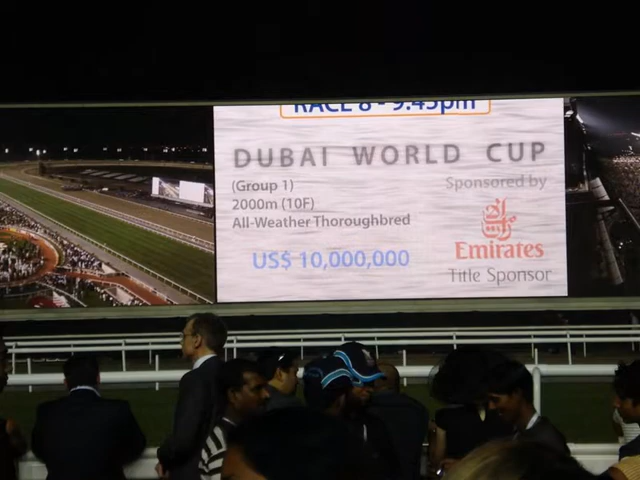 RACE 8 - 9.45pm
DUBAI WORLD CUP
(Group 1)
2000m (10F)
All-Weather Thoroughbred
US$ 10,000,000
Sponsored by
Emirates
Title Sponsor